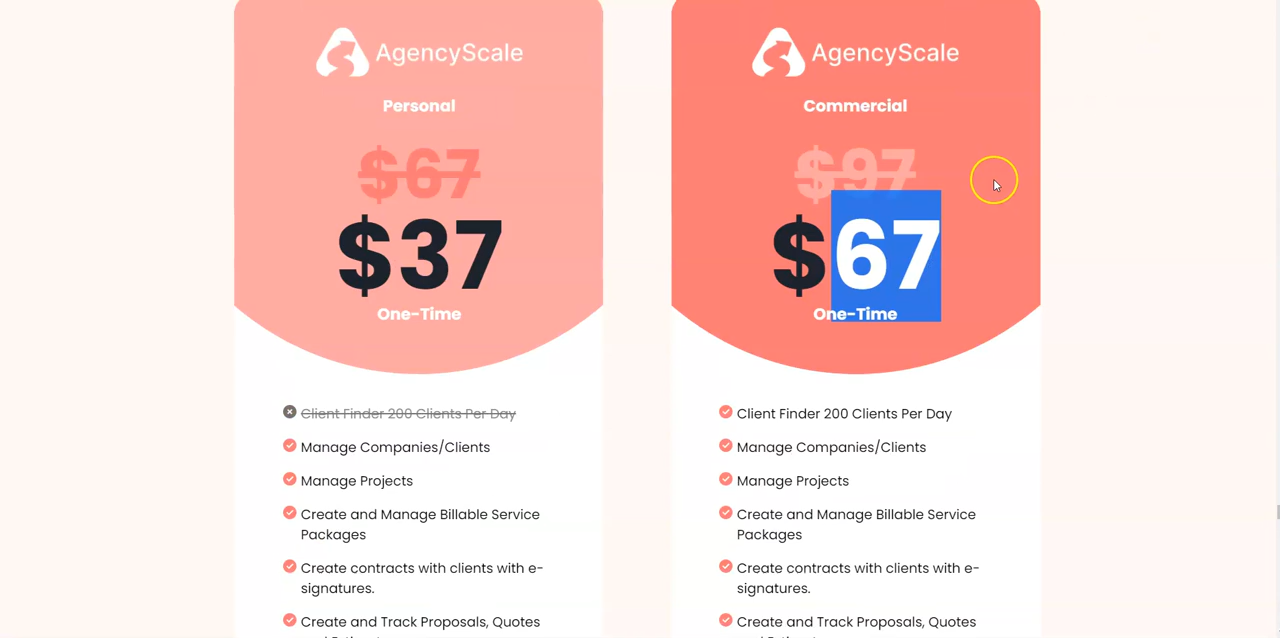 AgencyScale
Personal
$67
$37
One-Time
Client Finder 200 Clients Per Day
Manage Companies/Clients
Manage Projects
Create and Manage Billable Service
Packages
Create contracts with clients with e-
signatures.
Create and Track Proposals, Quotes
AgencyScale
Commercial
$97
$67
One-Time
Client Finder 200 Clients Per Day
Manage Companies/Clients
Manage Projects
Create and Manage Billable Service
Packages
Create contracts with clients with e-
signatures.
Create and Track Proposals, Quotes